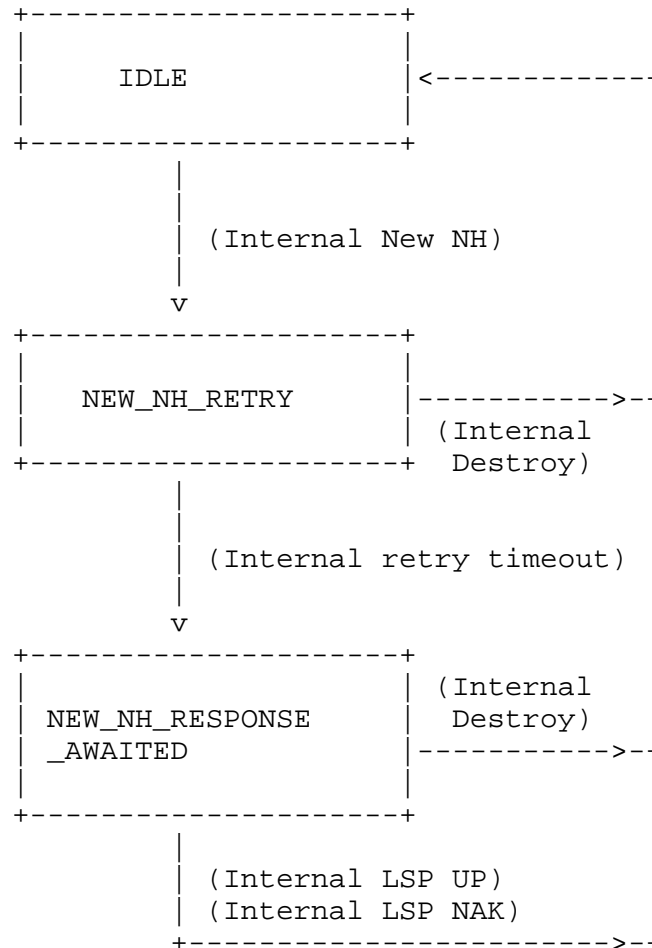 IDLE
(Internal New NH)
NEW_NH_RETRY
(Internal
Destroy)
(Internal retry timeout)
(Internal
NEW_NH_RESPONSE Destroy)
_AWAITED
(Internal LSP UP)
(Internal LSP NAK)